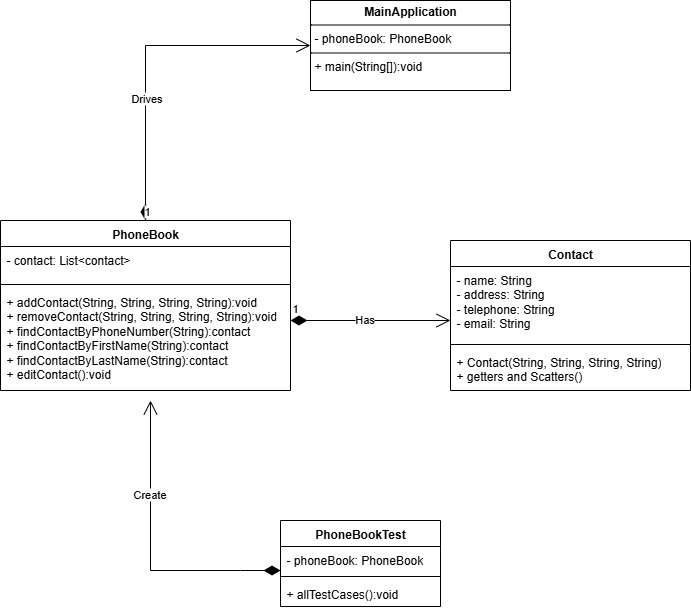 MainApplication
- phoneBook: PhoneBook
+ main(String[]):void
Drives
1
PhoneBook
- contact: List<contact>
+ addContact(String, String, String, String):void
+ removeContact(String, String, String, String):void
+ findContactByPhoneNumber(String):contact
+ findContactByFirstName(String):contact
+ findContactByLastName(String):contact
+ editContact():void
1
Has
Contact
- name: String
- address: String
- telephone: String
- email: String
+ Contact(String, String, String, String)
+ getters and Scatters()
Create
PhoneBookTest
- phoneBook: PhoneBook
+ allTestCases():void